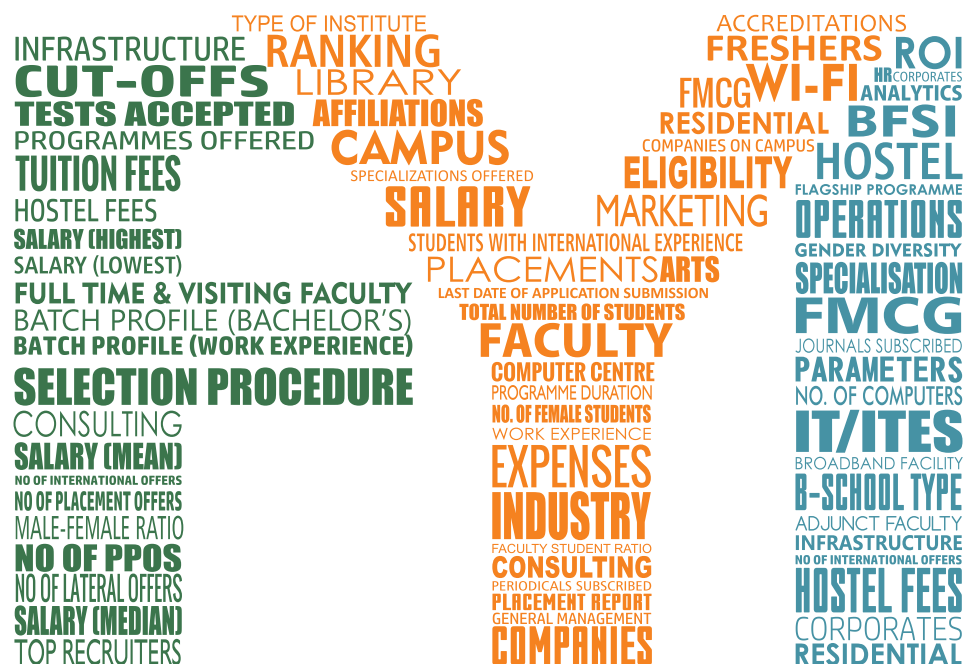 INFRASTRUCTURE
CUT-OFFS
TESTS ACCEPTED
PROGRAMMES OFFERED
TUITION FEES
HOSTEL FEES
SALARY (HIGHEST)
SALARY (LOWEST)
FULL TIME & VISITING FACULTY
BATCH PROFILE (BACHELOR'S)
BATCH PROFILE (WORK EXPERIENCE)
SELECTION PROCEDURE
CONSULTING
SALARY (MEAN)
NO OF INTERNATIONAL OFFERS
NO OF PLACEMENT OFFERS
MALE-FEMALE RATIO
NO OF PPOS
NO OF LATERAL OFFERS
SALARY (MEDIAN)
TOP RECRUITERS
TYPE OF INSTITUTE
RANKING
LIBRARY
AFFILIATIONS
CAMPUS
SPECIALIZATIONS OFFERED
SALARY
ACCREDITATIONS
FRESHERS
FMCG WI-FI
RESIDENTIAL
COMPANIES ON CAMPUS
ELIGIBILITY
MARKETING
STUDENTS WITH INTERNATIONAL EXPERIENCE
PLACEMENTS ARTS
LAST DATE OF APPLICATION SUBMISSION
TOTAL NUMBER OF STUDENTS
FACULTY
COMPUTER CENTRE
PROGRAMME DURATION
NO. OF FEMALE STUDENTS
WORK EXPERIENCE
EXPENSES
INDUSTRY
FACULTY STUDENT RATIO
CONSULTING
PERIODICALS SUBSCRIBED
PLACEMENT REPORT
GENERAL MANAGEMENT
COMPANIES
ROI
HR CORPORATES
ANALYTICS
BFSI
HOSTEL
FLAGSHIP PROGRAMME
OPERATIONS
GENDER DIVERSITY
SPECIALISATION
FMCG
JOURNALS SUBSCRIBED
PARAMETERS
NO. OF COMPUTERS
IT/ITES
BROADBAND FACILITY
B-SCHOOL TYPE
ADJUNCT FACULTY
INFRASTRUCTURE
NO OF INTERNATIONAL OFFERS
HOSTEL FEES
CORPORATES
RESIDENTIAL